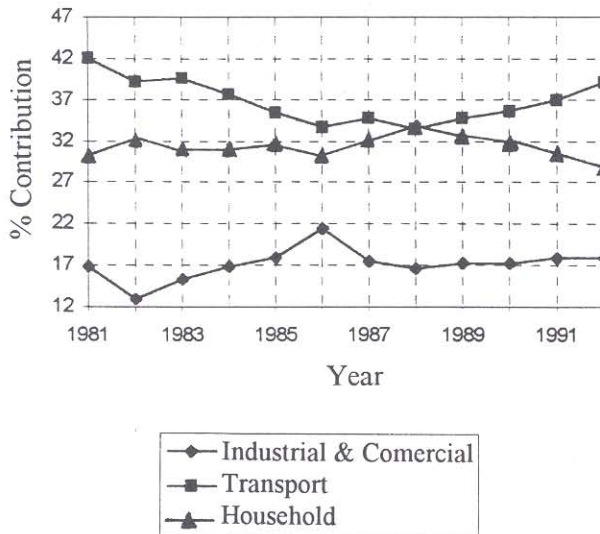 47
42
37
32
27
22
17
12
% Contribution
1981 1983 1985 1987 1989 1991
Year
Industrial & Comercial
Transport
Household